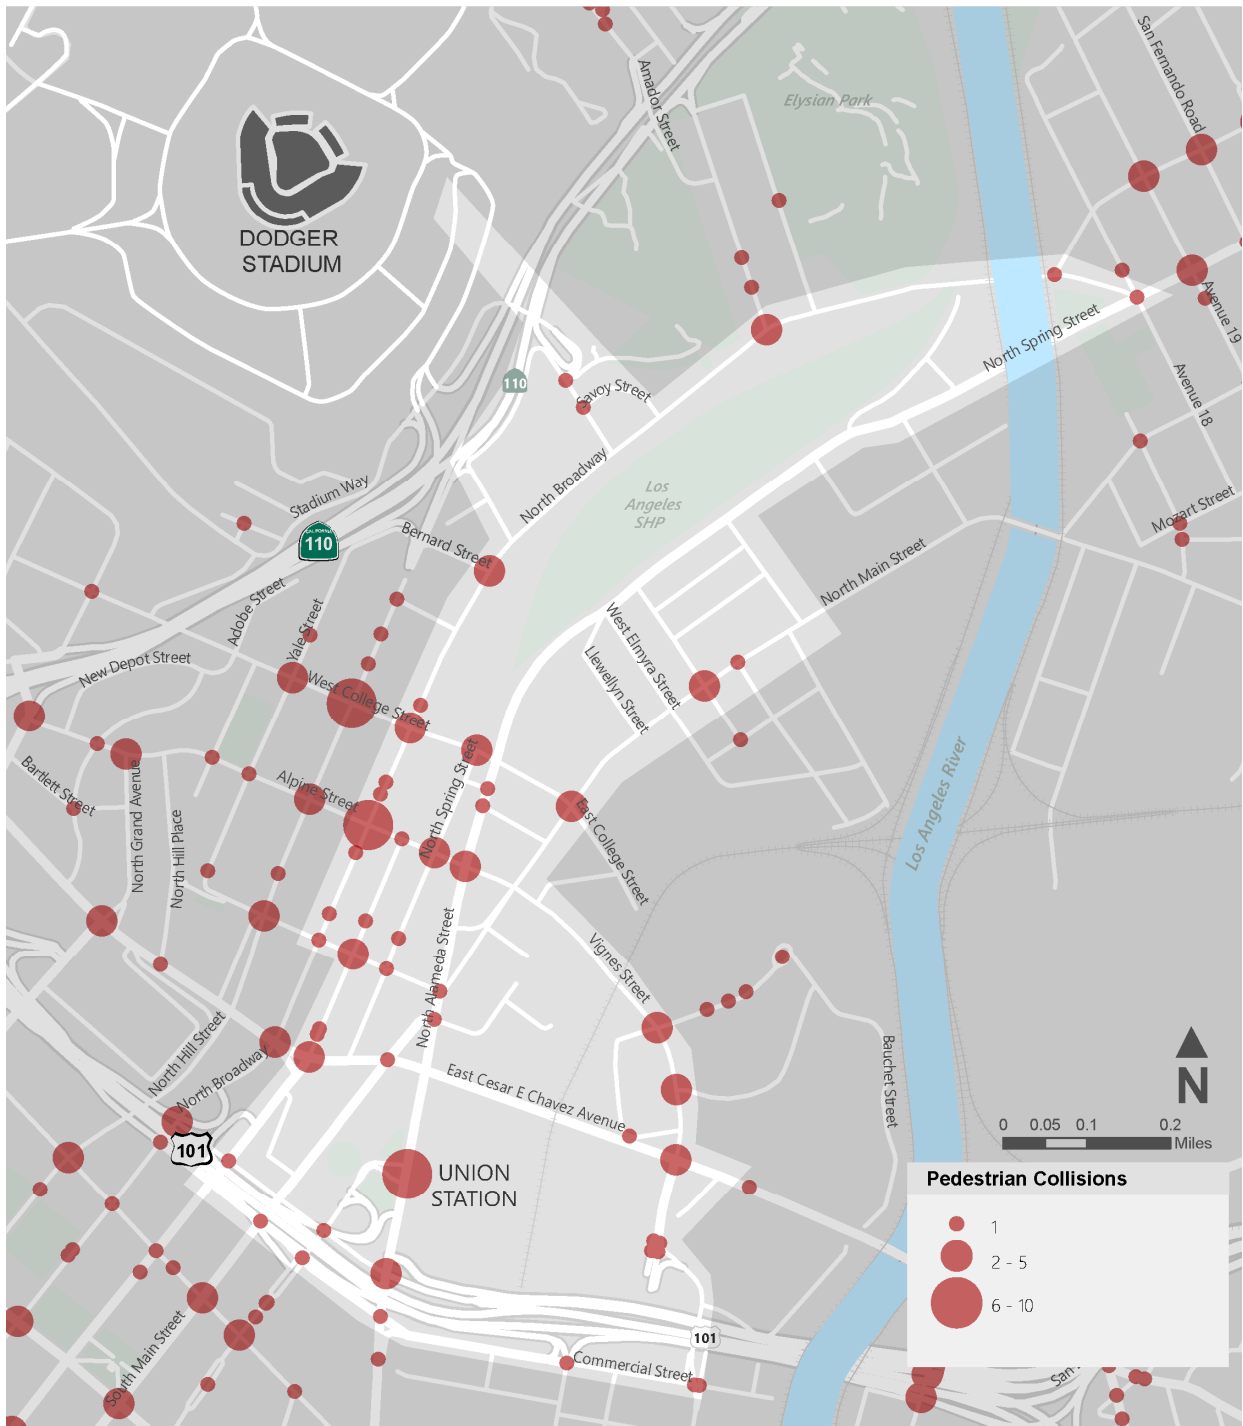 San Fernando Road
Amador Street
Elysian Park
DODGER
STADIUM
Avenue 19
North Spring Street
110
Savoy Street
Avenue 18
North Broadway
Los
Angeles
SHP
Stadium Way
Mozart Street
CALIFORNIA
110
Bernard Street
North Main Street
Adobe Street
Yale Street
West Elmyra Street
New Depot Street
Llewellyn Street
West College Street
Los Angeles River
North Spring Street
Bartlett Street
Alpine Street
North Grand Avenue
North Hill Place
East College Street
North Alameda Street
Vignes Street
North Hill Street
North Broadway
Bauchet Street
East Cesar E Chavez Avenue
N
0 0.05 0.1 0.2
Miles
101
UNION
STATION
Pedestrian Collisions
1
2 - 5
6 - 10
South Main Street
101
Commercial Street
San